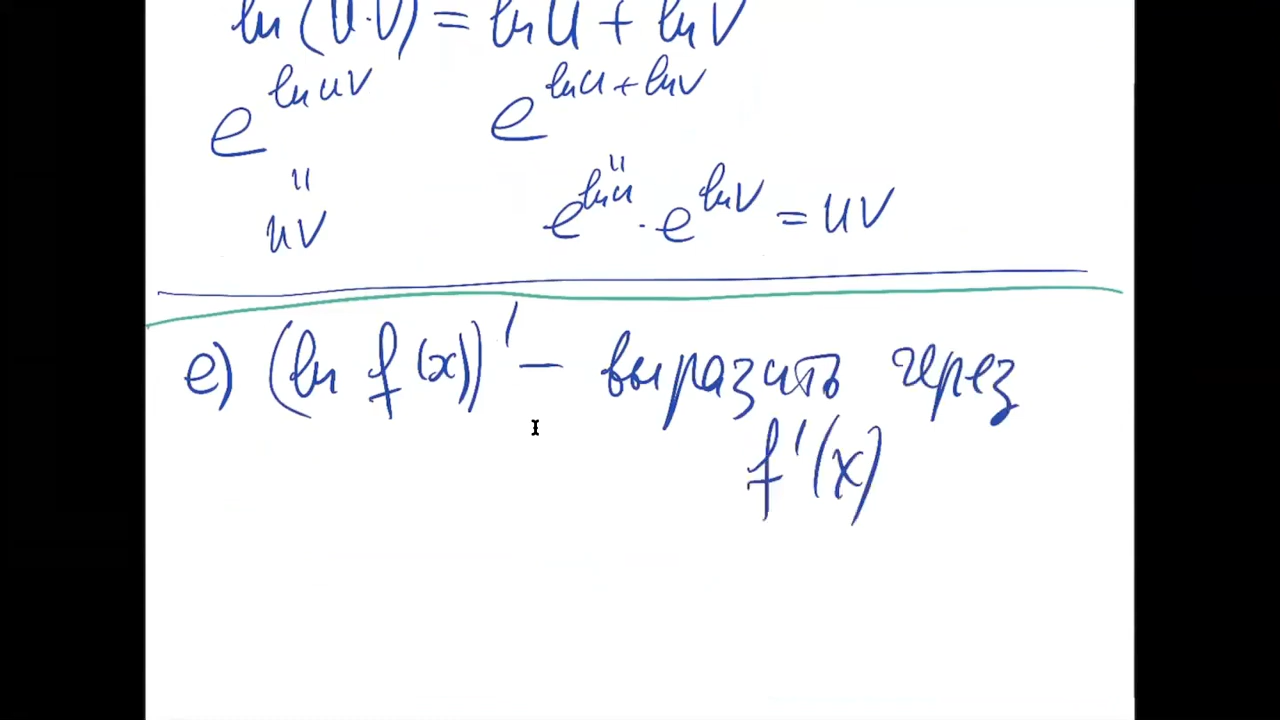 ln (u·v) = ln u + ln v
e^{ln uv} e^{ln u + ln v}
" "
uv e^{ln u} · e^{ln v} = uv
е) (ln f(x))' — выразить через
f'(x)